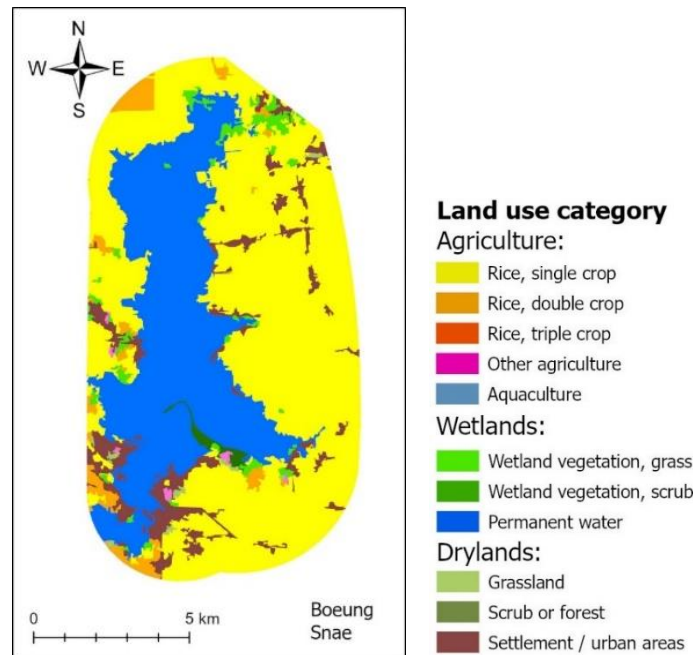 N
W E
S
0 5 km
Boeung
Snae
Land use category
Agriculture:
Rice, single crop
Rice, double crop
Rice, triple crop
Other agriculture
Aquaculture
Wetlands:
Wetland vegetation, grass
Wetland vegetation, scrub
Permanent water
Drylands:
Grassland
Scrub or forest
Settlement / urban areas